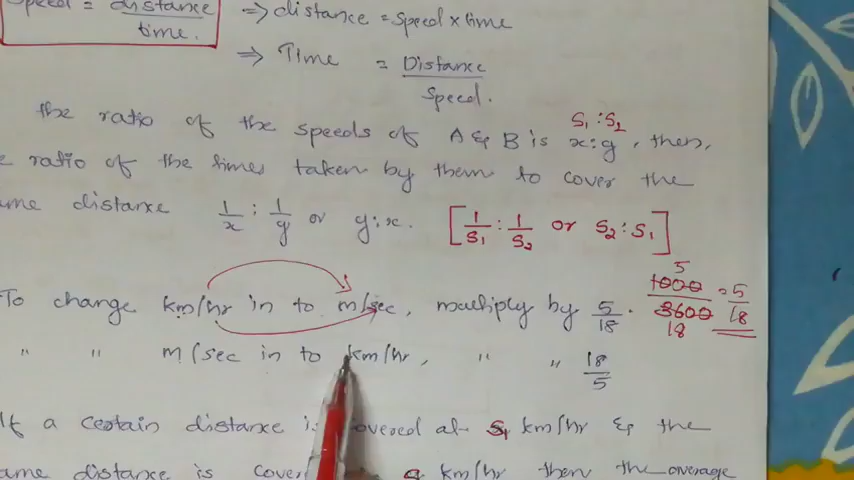 Speed = distance/time. ⇒ distance = Speed × time
⇒ Time = Distance/Speed.
S1 : S2
the ratio of the speeds of A & B is x:y, then,
ratio of the times taken by them to cover the
distance 1/x : 1/y or y:x. [1/S1 : 1/S2 or S2 : S1]
To change km/hr in to m/sec, multiply by 5/18. 1000/3600 = 5/18
5
18
" " m/sec in to km/hr, " " 18/5
If a certain distance is covered at S1 km/hr & the
distance is km/hr then the average